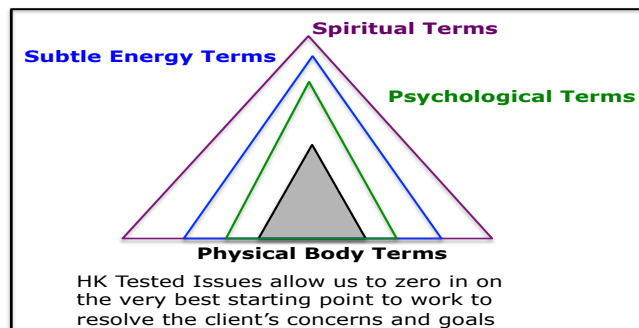 Spiritual Terms
Subtle Energy Terms
Psychological Terms
Physical Body Terms
HK Tested Issues allow us to zero in on
the very best starting point to work to
resolve the client’s concerns and goals